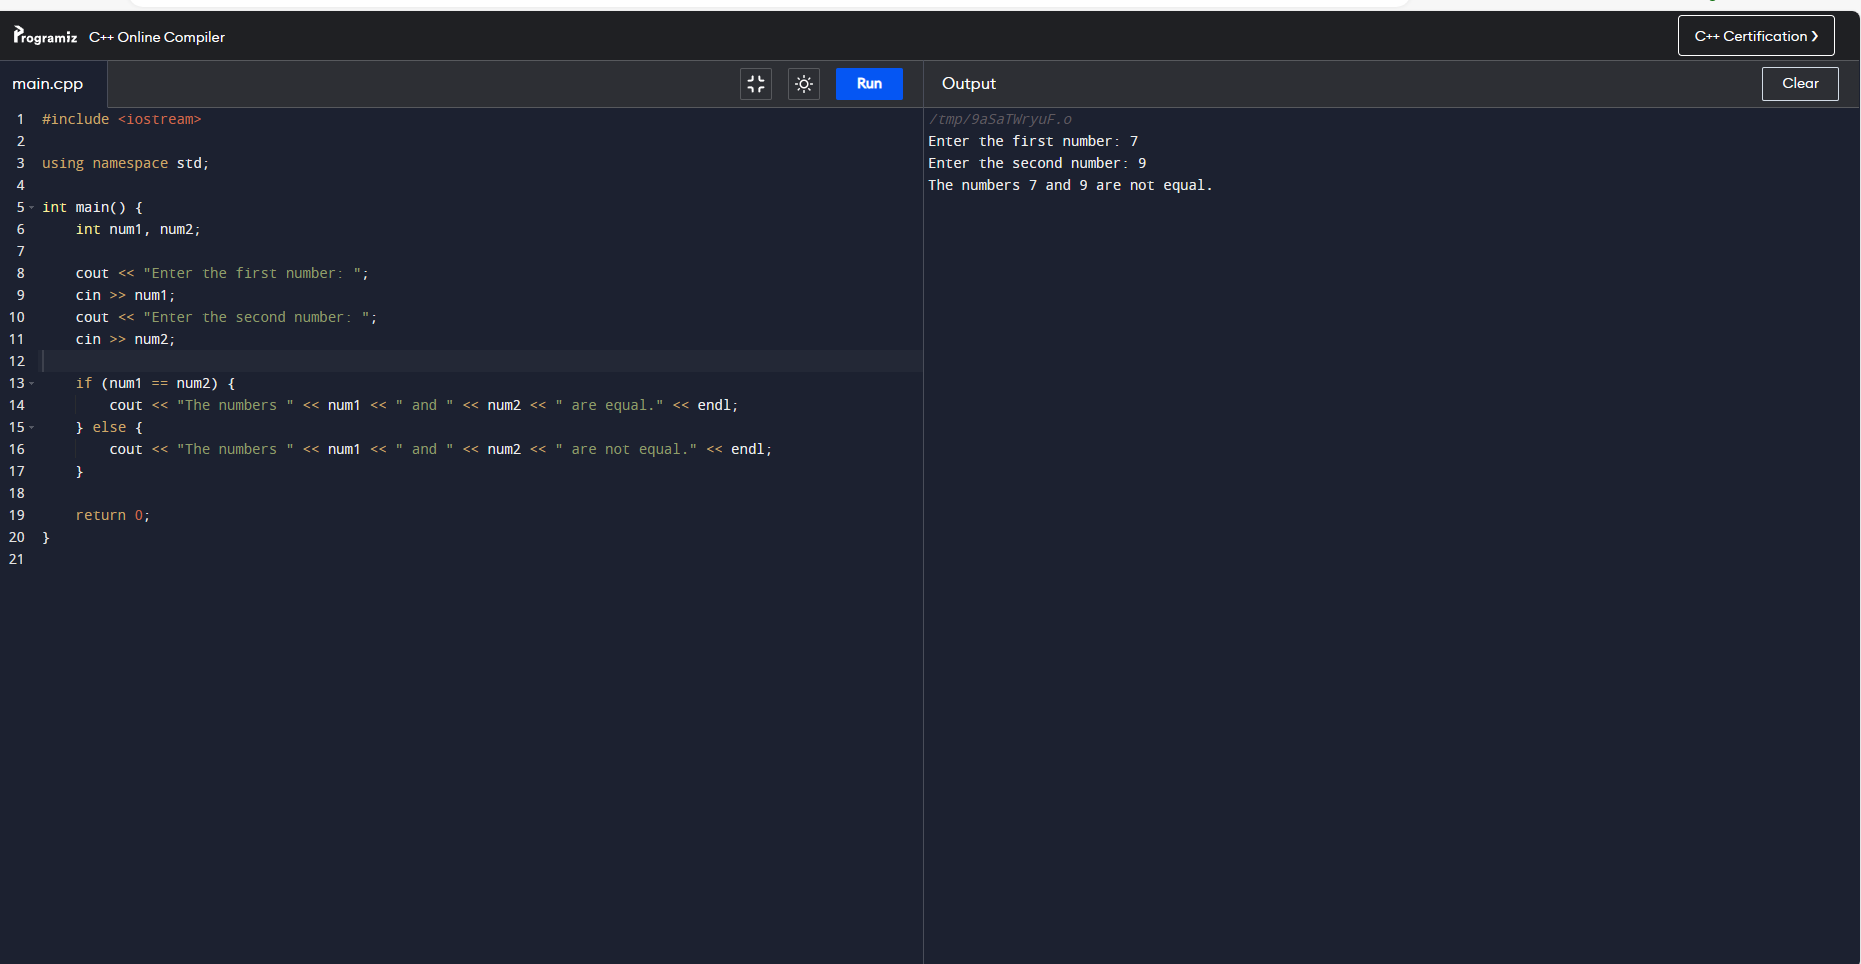 Programiz C++ Online Compiler
C++ Certification ❯
main.cpp
Run
1 #include <iostream>
2
3 using namespace std;
4
5 int main() {
6     int num1, num2;
7
8     cout << "Enter the first number: ";
9     cin >> num1;
10     cout << "Enter the second number: ";
11     cin >> num2;
12
13     if (num1 == num2) {
14         cout << "The numbers " << num1 << " and " << num2 << " are equal." << endl;
15     } else {
16         cout << "The numbers " << num1 << " and " << num2 << " are not equal." << endl;
17     }
18
19     return 0;
20 }
21
Output
Clear
/tmp/9aSaTWryuF.o
Enter the first number: 7
Enter the second number: 9
The numbers 7 and 9 are not equal.